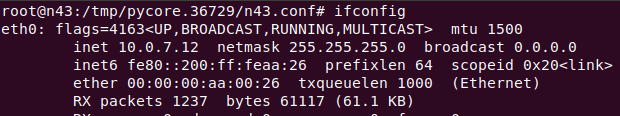 root@n43:/tmp/pycore.36729/n43.conf# ifconfig
eth0: flags=4163<UP,BROADCAST,RUNNING,MULTICAST>  mtu 1500
        inet 10.0.7.12  netmask 255.255.255.0  broadcast 0.0.0.0
        inet6 fe80::200:ff:feaa:26  prefixlen 64  scopeid 0x20<link>
        ether 00:00:00:aa:00:26  txqueuelen 1000  (Ethernet)
        RX packets 1237  bytes 61117 (61.1 KB)